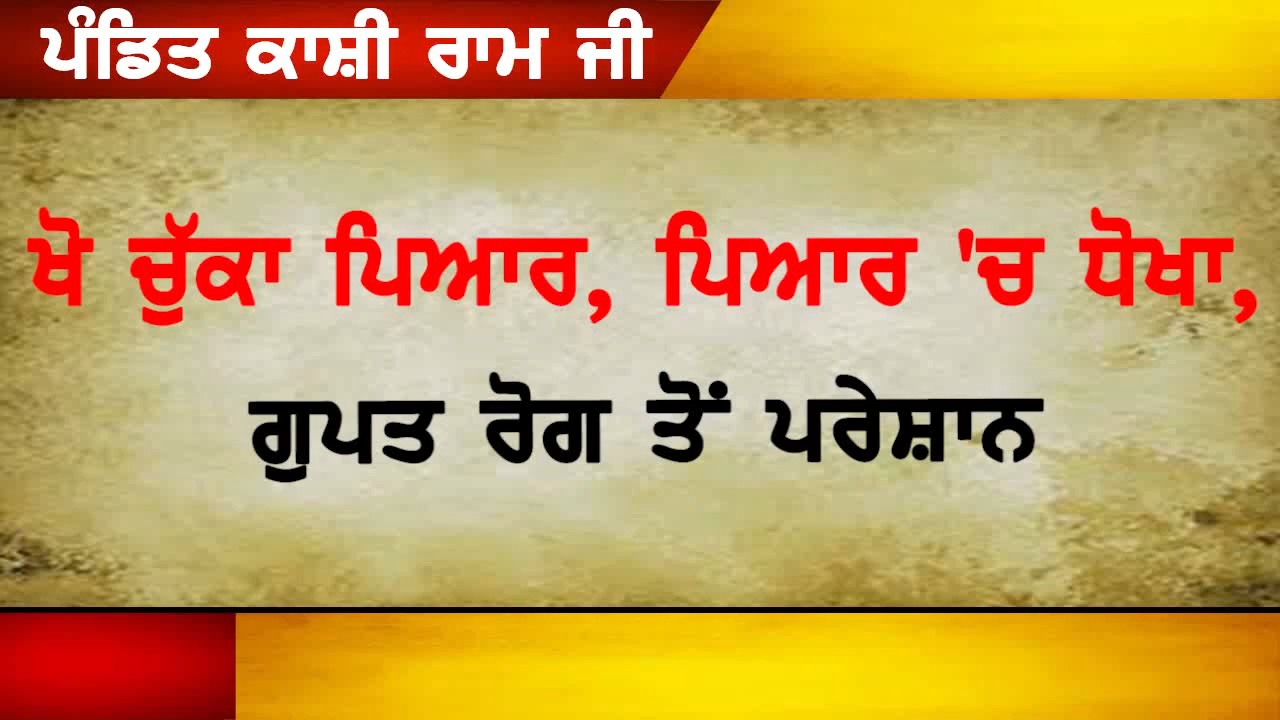 ਪੰਡਿਤ ਕਾਸ਼ੀ ਰਾਮ ਜੀ
ਖੋ ਚੁੱਕਾ ਪਿਆਰ, ਪਿਆਰ 'ਚ ਧੋਖਾ,
ਗੁਪਤ ਰੋਗ ਤੋਂ ਪਰੇਸ਼ਾਨ